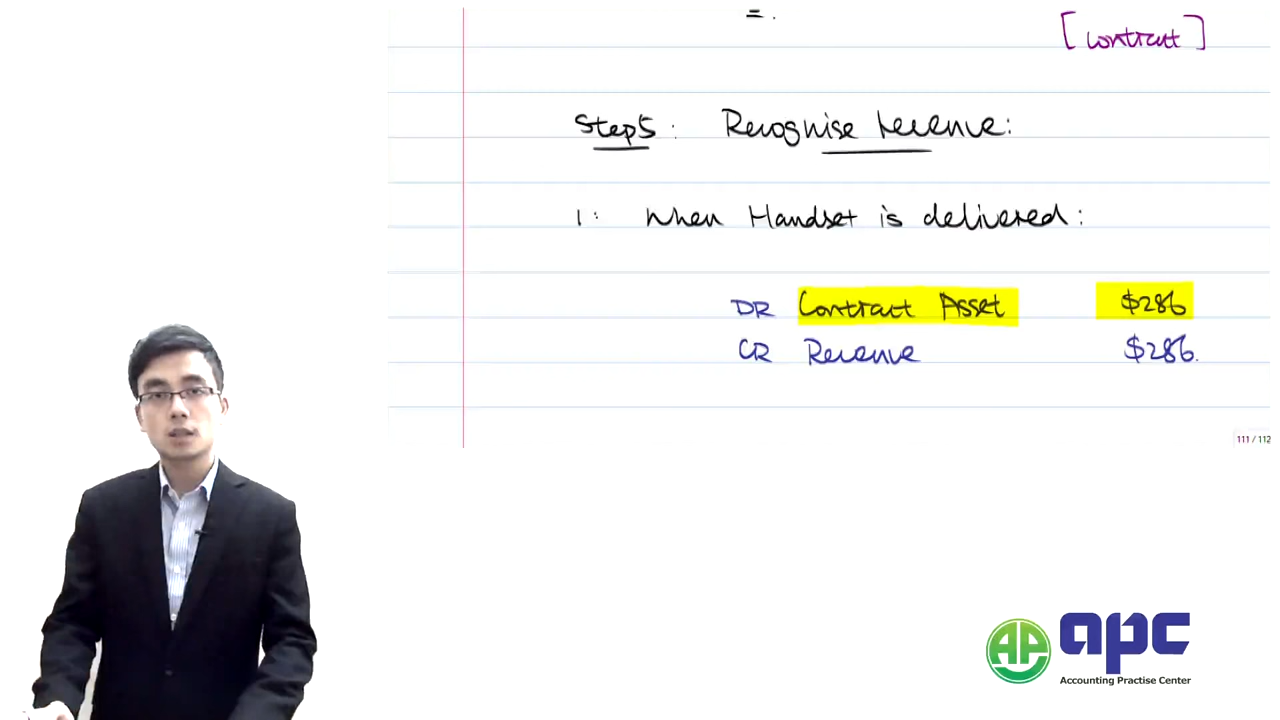 =.
[contract]
Step5: Recognise revenue:
1: When Handset is delivered:
DR Contract Asset $286
CR Revenue $286.
111 / 112
AP apc
Accounting Practise Center